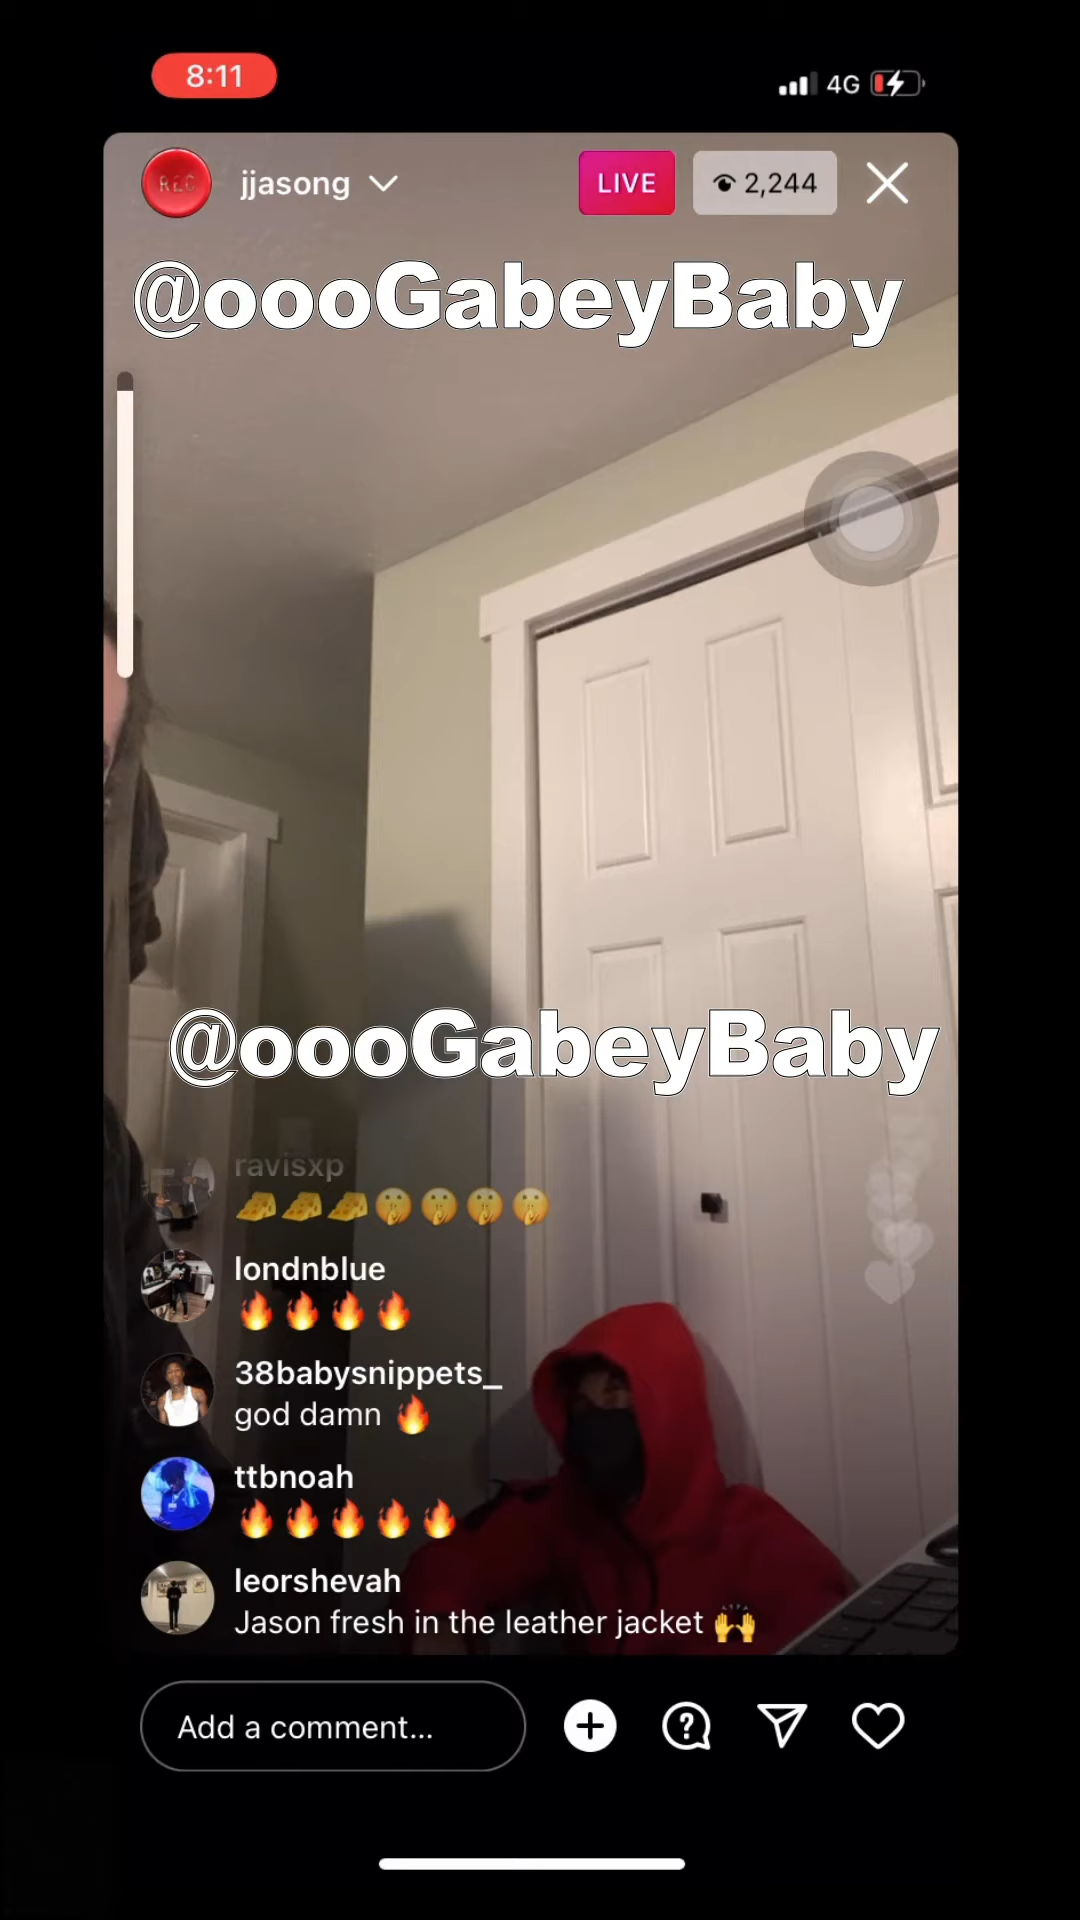 8:11
4G
REC
jjasong
LIVE
2,244
@oooGabeyBaby
@oooGabeyBaby
ravisxp
🧀🧀🧀🤫🤫🤫🤫
londnblue
🔥🔥🔥🔥
38babysnippets_
god damn 🔥
ttbnoah
🔥🔥🔥🔥🔥
leorshevah
Jason fresh in the leather jacket 🙌
Add a comment...